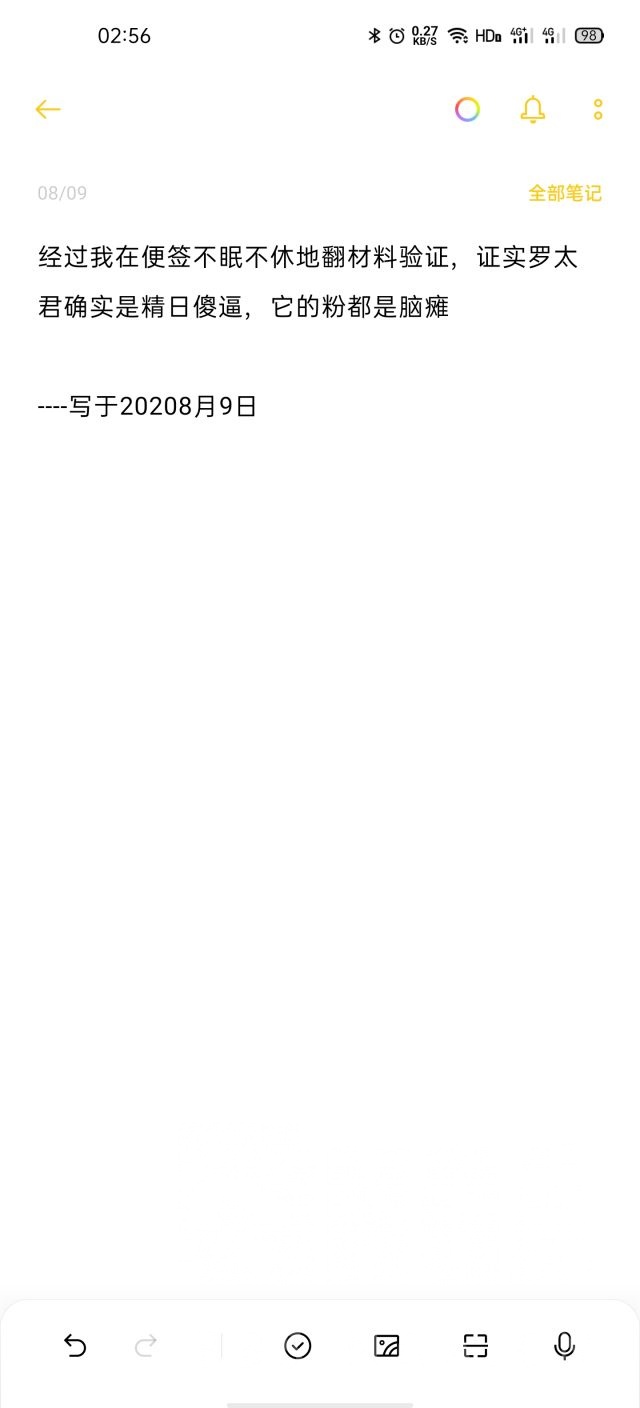 02:56
0.27 KB/S HD 4G+ 4G 98
08/09
全部笔记
经过我在便签不眠不休地翻材料验证，证实罗太
君确实是精日傻逼，它的粉都是脑瘫
----写于20208月9日